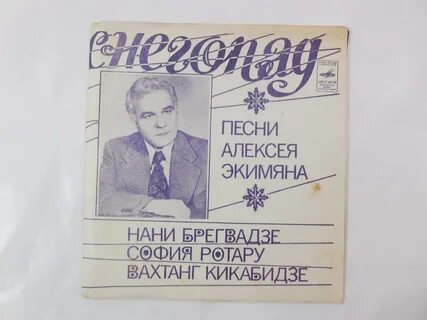 снегопад
ПЕСНИ
АЛЕКСЕЯ
ЭКИМЯНА
НАНИ БРЕГВАДЗЕ
СОФИЯ РОТАРУ
ВАХТАНГ КИКАБИДЗЕ